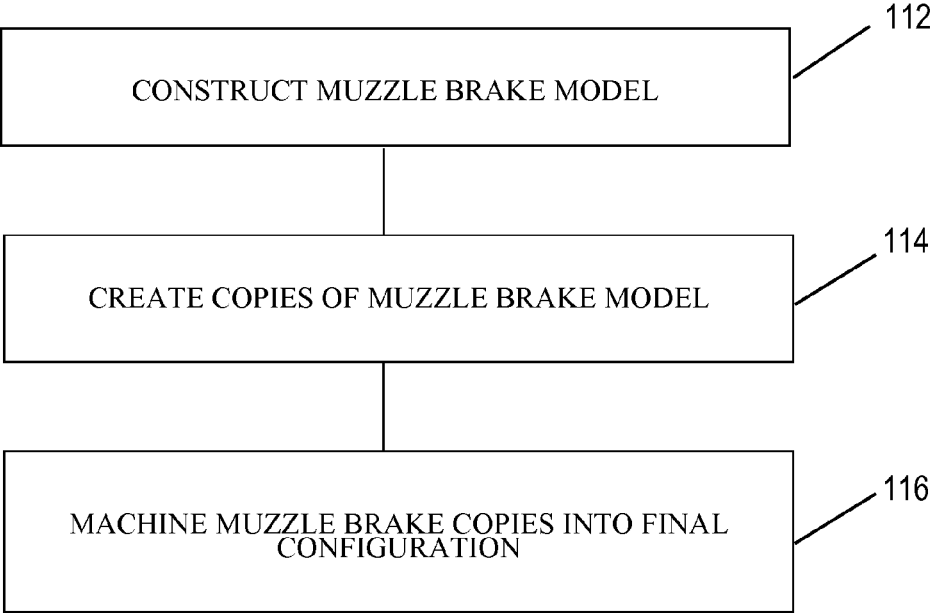 112
CONSTRUCT MUZZLE BRAKE MODEL
114
CREATE COPIES OF MUZZLE BRAKE MODEL
116
MACHINE MUZZLE BRAKE COPIES INTO FINAL
CONFIGURATION